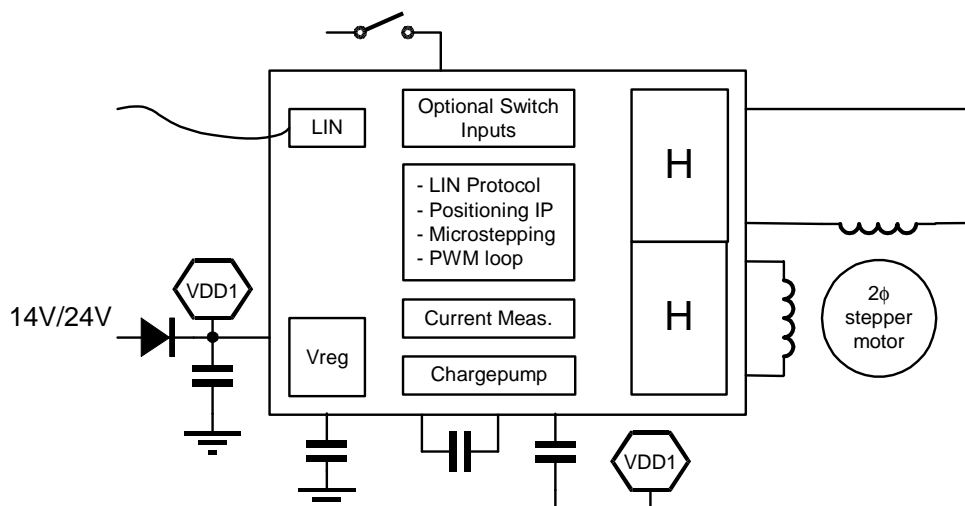 LIN
Optional Switch
Inputs
H
- LIN Protocol
- Positioning IP
- Microstepping
- PWM loop
VDD1
14V/24V
Vreg
Current Meas.
Chargepump
H
2ϕ
stepper
motor
VDD1